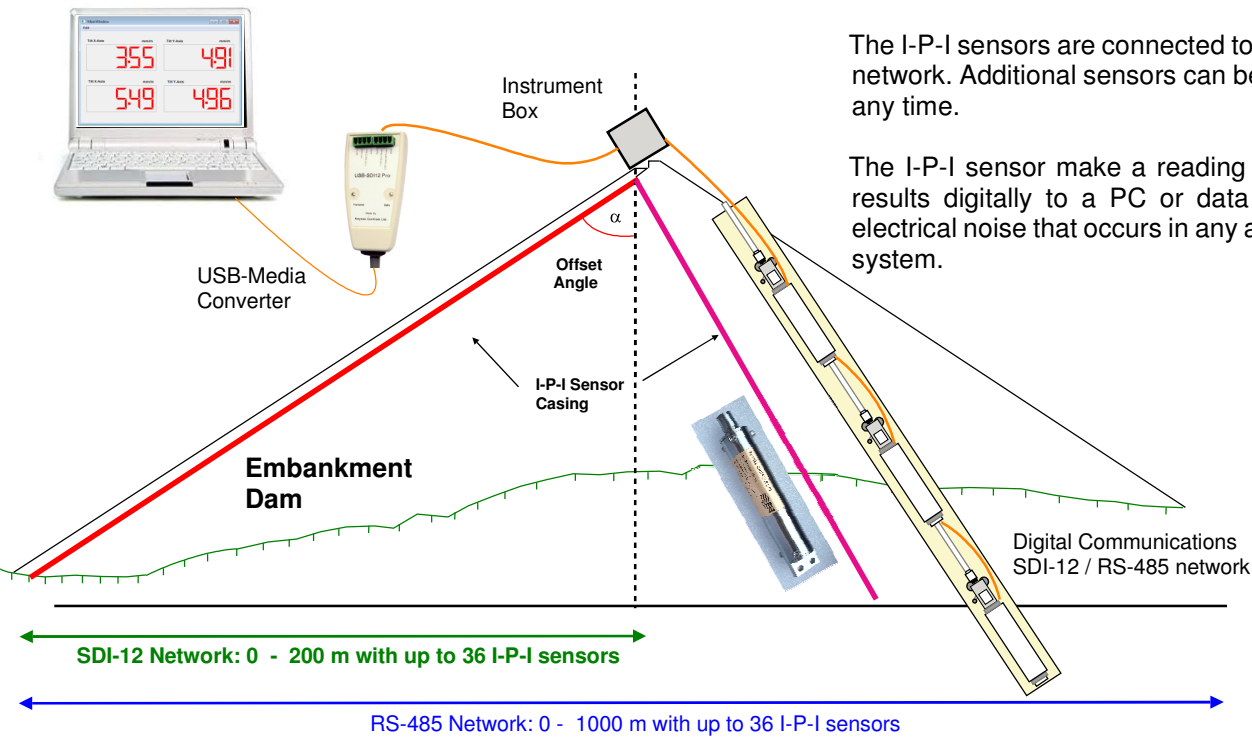 The I-P-I sensors are connected to
network. Additional sensors can be
any time.
The I-P-I sensor make a reading
results digitally to a PC or data
electrical noise that occurs in any a
system.
3.55
4.91
5.49
4.96
Instrument
Box
USB-SDI12 Pro
USB-Media
Converter
α
Offset
Angle
I-P-I Sensor
Casing
Embankment
Dam
Digital Communications
SDI-12 / RS-485 network
SDI-12 Network: 0 - 200 m with up to 36 I-P-I sensors
RS-485 Network: 0 - 1000 m with up to 36 I-P-I sensors